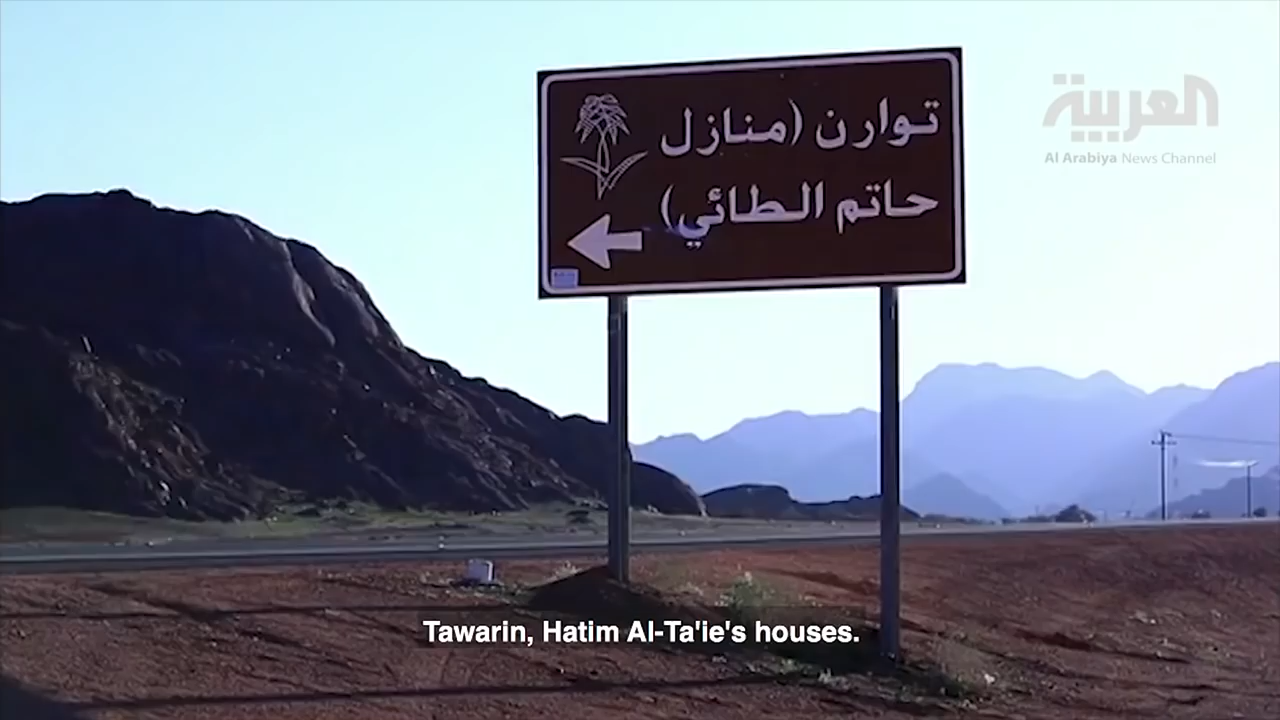 توارن (منازل
حاتم الطائي)
العربية
Al Arabiya News Channel
Tawarin, Hatim Al-Ta'ie's houses.